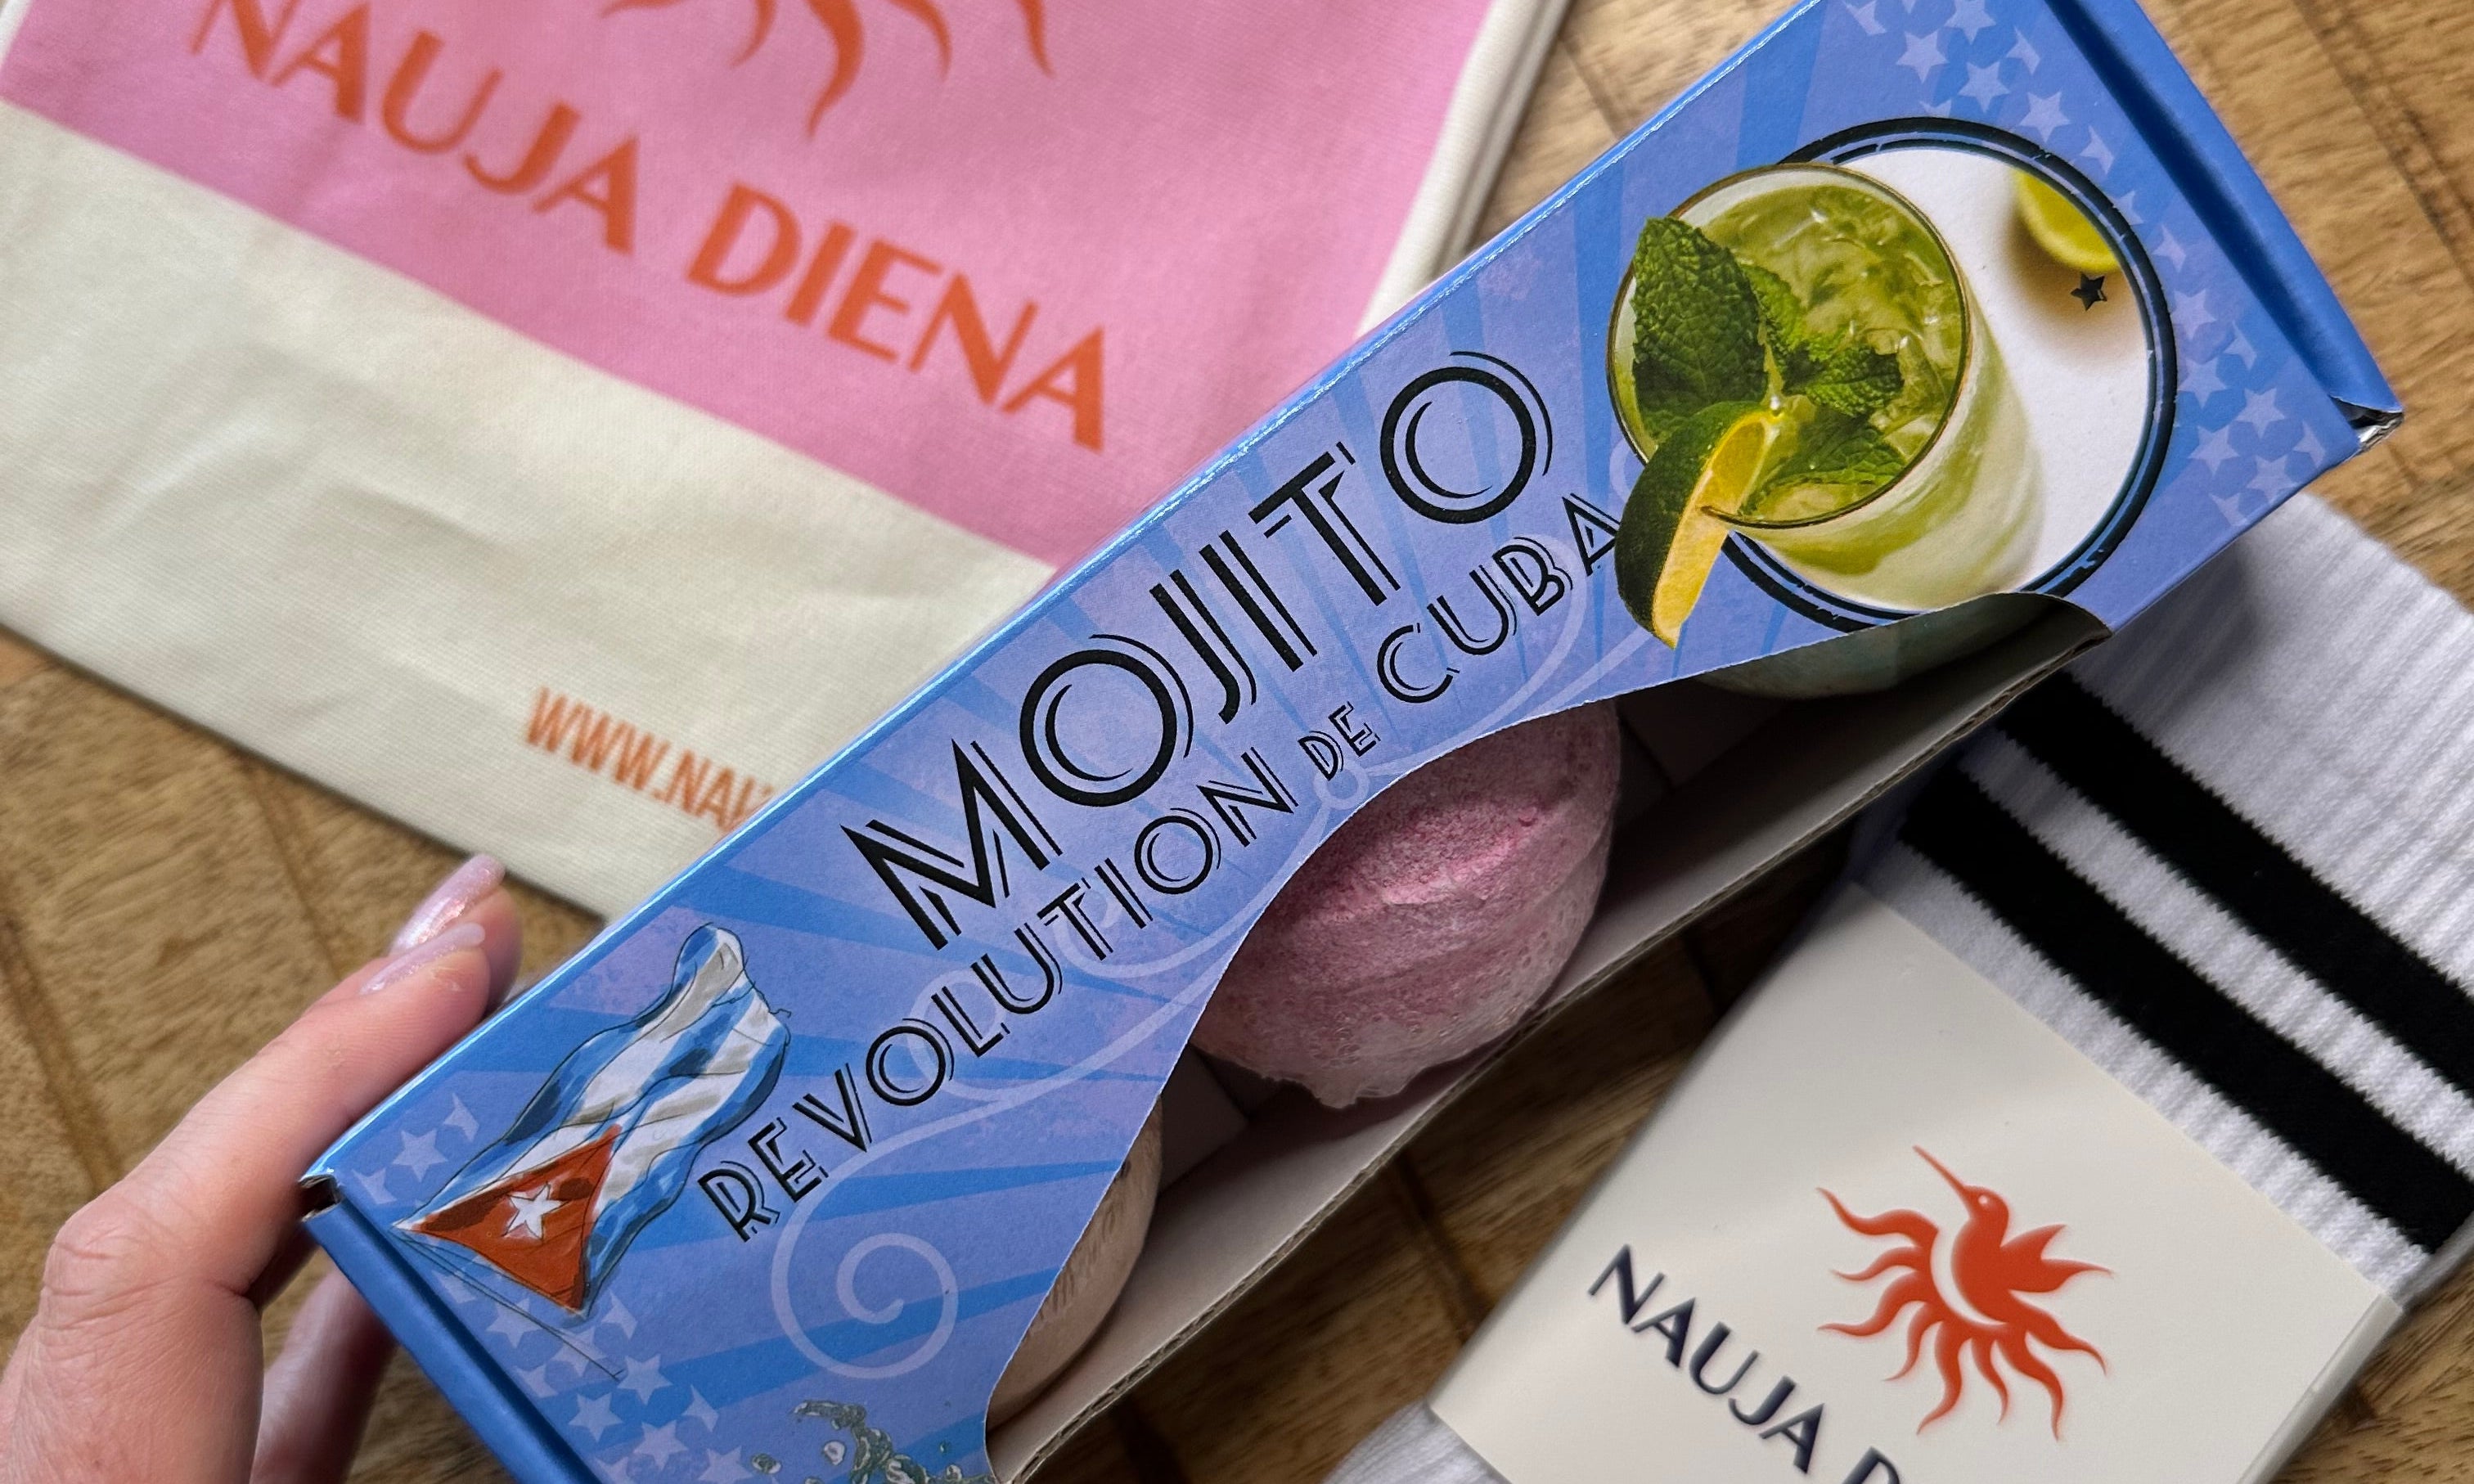 NAUJA DIENA
WWW.NAU
MOJITO
REVOLUTION DE CUBA
NAUJA D